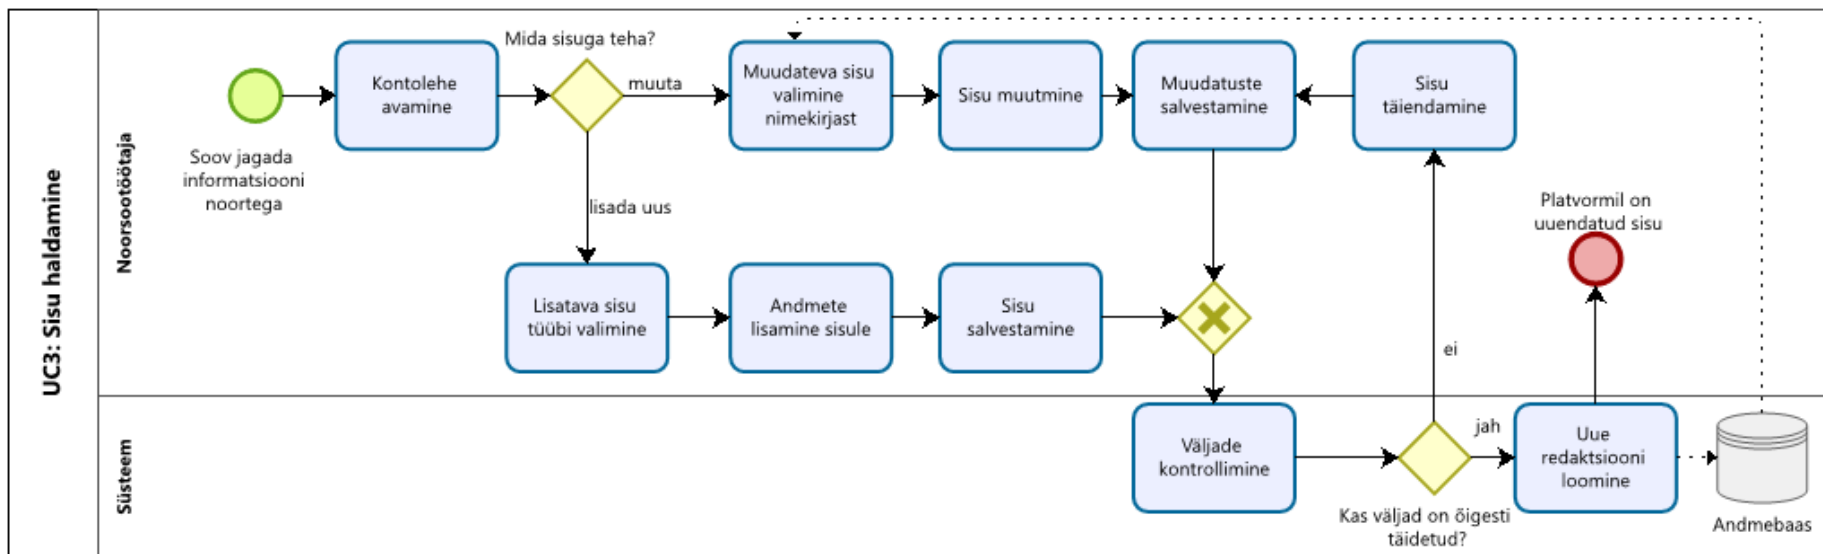 UC3: Sisu haldamine
Noorsootöötaja
Soov jagada
informatsiooni
noortega
Kontolehe
avamine
Mida sisuga teha?
muuta
lisada uus
Muudateva sisu
valimine
nimekirjast
Sisu muutmine
Muudatuste
salvestamine
Sisu
täiendamine
Lisatava sisu
tüübi valimine
Andmete
lisamine sisule
Sisu
salvestamine
Platvormil on
uuendatud sisu
ei
Süsteem
Väljade
kontrollimine
Kas väljad on õigesti
täidetud?
jah
Uue
redaktsiooni
loomine
Andmebaas